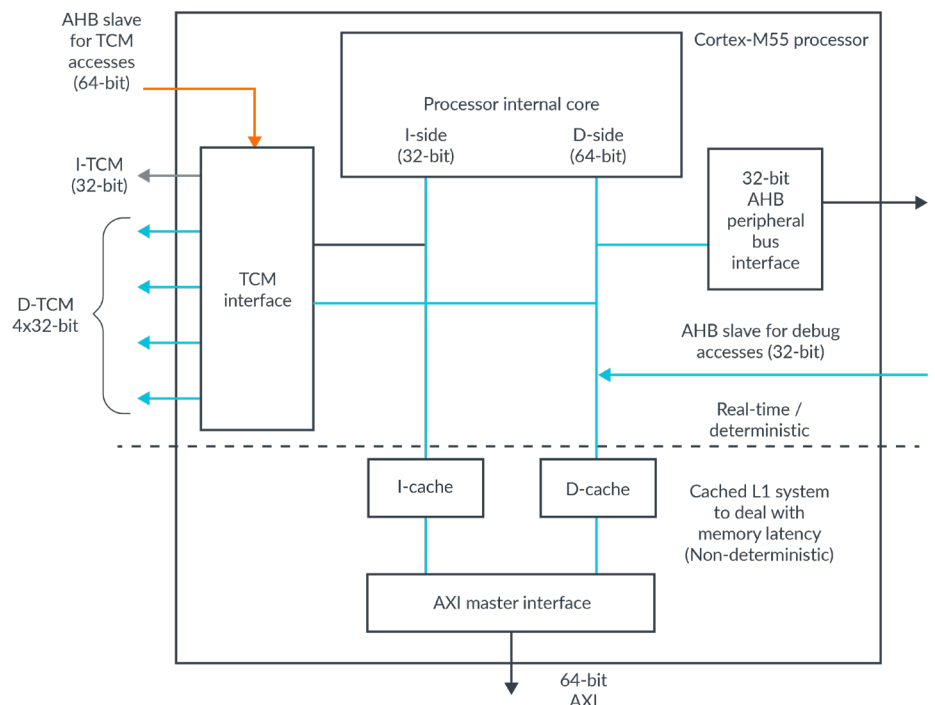 AHB slave
for TCM
accesses
(64-bit)
Cortex-M55 processor
Processor internal core
I-side
(32-bit)
D-side
(64-bit)
I-TCM
(32-bit)
32-bit
AHB
peripheral
bus
interface
TCM
interface
D-TCM
4x32-bit
AHB slave for debug
accesses (32-bit)
Real-time /
deterministic
I-cache
D-cache
Cached L1 system
to deal with
memory latency
(Non-deterministic)
AXI master interface
64-bit
AXI